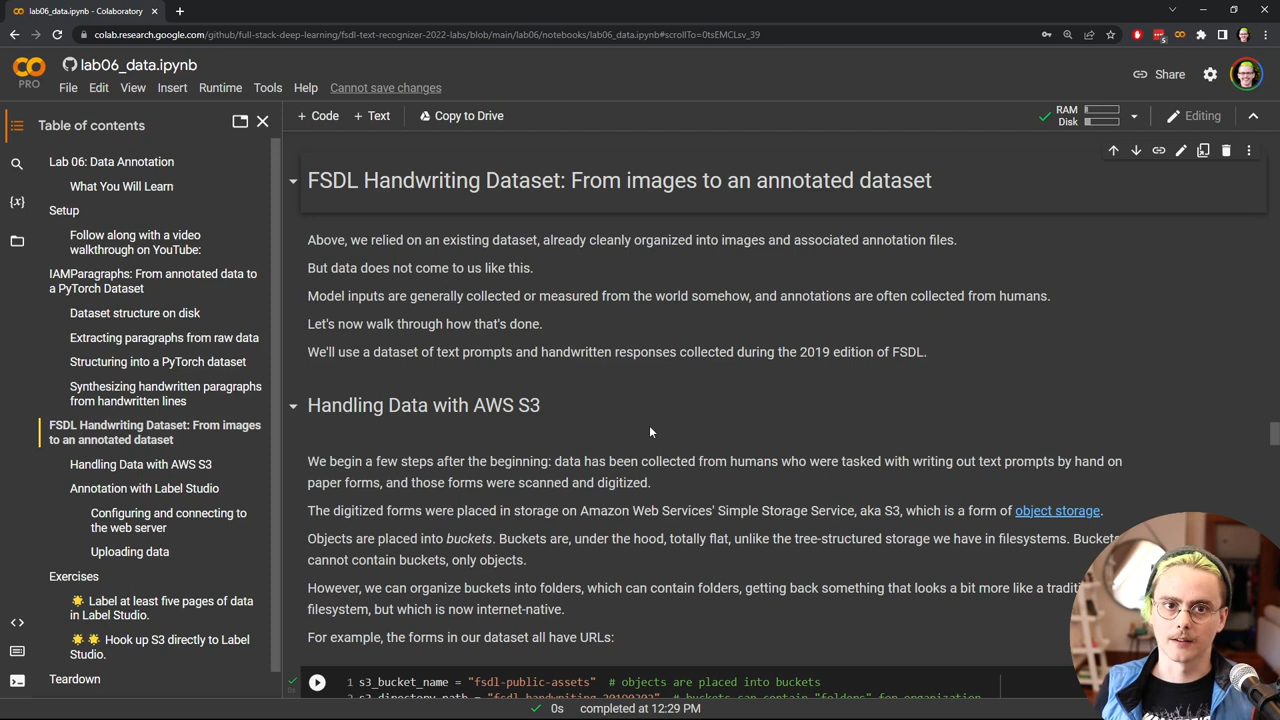 lab06_data.ipynb - Colaboratory
colab.research.google.com/github/full-stack-deep-learning/fsdl-text-recognizer-2022-labs/blob/main/lab06/notebooks/lab06_data.ipynb#scrollTo=0tsEMCLsv_39
PRO
lab06_data.ipynb
File Edit View Insert Runtime Tools Help Cannot save changes
Share
Table of contents
+ Code + Text Copy to Drive
RAM
Disk
Editing
Lab 06: Data Annotation
What You Will Learn
Setup
Follow along with a video
walkthrough on YouTube:
IAMParagraphs: From annotated data to
a PyTorch Dataset
Dataset structure on disk
Extracting paragraphs from raw data
Structuring into a PyTorch dataset
Synthesizing handwritten paragraphs
from handwritten lines
FSDL Handwriting Dataset: From images
to an annotated dataset
Handling Data with AWS S3
Annotation with Label Studio
Configuring and connecting to
the web server
Uploading data
Exercises
🌟 Label at least five pages of data
in Label Studio.
🌟🌟 Hook up S3 directly to Label
Studio.
Teardown
FSDL Handwriting Dataset: From images to an annotated dataset
Above, we relied on an existing dataset, already cleanly organized into images and associated annotation files.
But data does not come to us like this.
Model inputs are generally collected or measured from the world somehow, and annotations are often collected from humans.
Let's now walk through how that's done.
We'll use a dataset of text prompts and handwritten responses collected during the 2019 edition of FSDL.
Handling Data with AWS S3
We begin a few steps after the beginning: data has been collected from humans who were tasked with writing out text prompts by hand on
paper forms, and those forms were scanned and digitized.
The digitized forms were placed in storage on Amazon Web Services' Simple Storage Service, aka S3, which is a form of object storage.
Objects are placed into buckets. Buckets are, under the hood, totally flat, unlike the tree-structured storage we have in filesystems. Buckets
cannot contain buckets, only objects.
However, we can organize buckets into folders, which can contain folders, getting back something that looks a bit more like a
filesystem, but which is now internet-native.
For example, the forms in our dataset all have URLs:
1 s3_bucket_name = "fsdl-public-assets" # objects are placed into buckets
0s completed at 12:29 PM